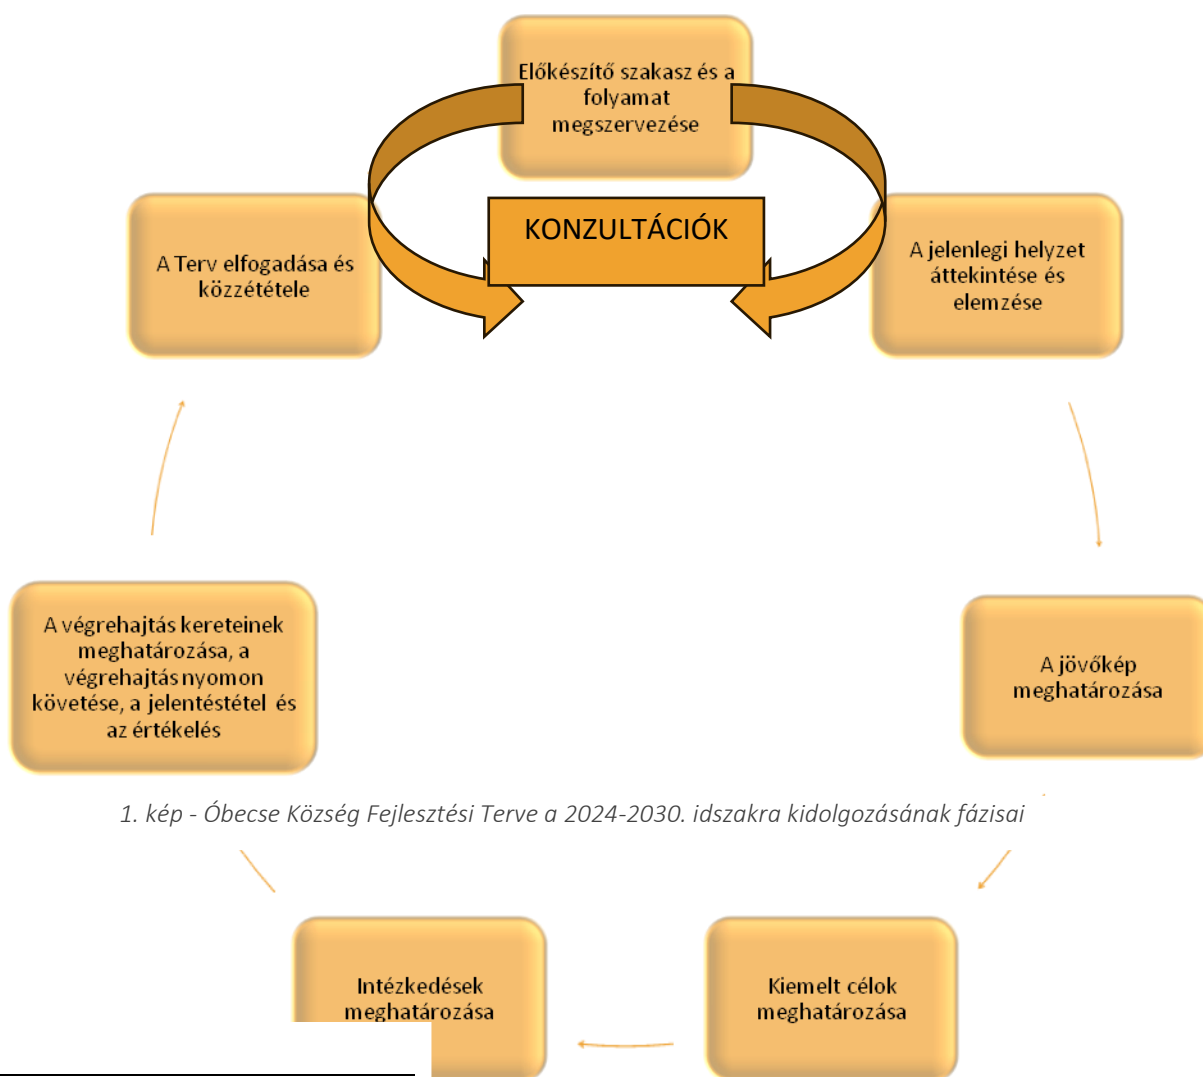 Előkészítő szakasz és a
folyamat
megszervezése
KONZULTÁCIÓK
A Terv elfogadása és
közzététele
A jelenlegi helyzet
áttekintése és
elemzése
A végrehajtás kereteinek
meghatározása, a
végrehajtás nyomon
követése, a jelentéstétel és
az értékelés
A jövőkép
meghatározása
1. kép - Óbecse Község Fejlesztési Terve a 2024-2030. idszakra kidolgozásának fázisai
Intézkedések
meghatározása
Kiemelt célok
meghatározása